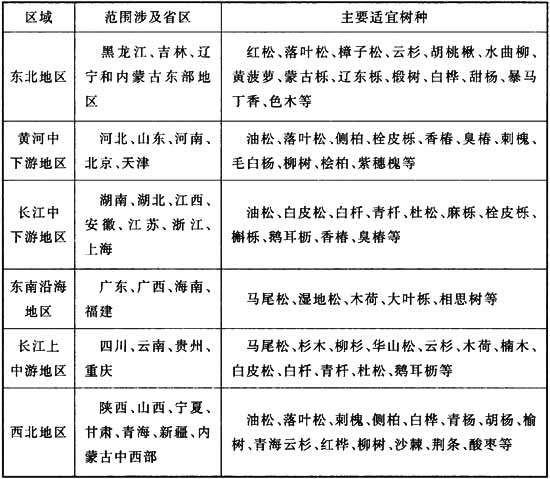 区域 范围涉及省区 主要适宜树种
东北地区
黑龙江、吉林、辽
宁和内蒙古东部地
区
红松、落叶松、樟子松、云杉、胡桃楸、水曲柳、
黄菠萝、蒙古栎、辽东栎、椴树、白桦、甜杨、暴马
丁香、色木等
黄河中
下游地区
河北、山东、河南、
北京、天津
油松、落叶松、侧柏、栓皮栎、香椿、臭椿、刺槐、
毛白杨、柳树、桧柏、紫穗槐等
长江中
下游地区
湖南、湖北、江西、
安徽、江苏、浙江、
上海
油松、白皮松、白杄、青杄、杜松、麻栎、栓皮栎、
槲栎、鹅耳枥、香椿、臭椿等
东南沿海
地区
广东、广西、海南、
福建
马尾松、湿地松、木荷、大叶栎、相思树等
长江上
中游地区
四川、云南、贵州、
重庆
马尾松、杉木、柳杉、华山松、云杉、木荷、楠木、
白皮松、白杄、青杄、杜松、鹅耳枥等
西北地区
陕西、山西、宁夏、
甘肃、青海、新疆、内
蒙古中西部
油松、落叶松、刺槐、侧柏、白桦、青杨、胡杨、榆
树、青海云杉、红桦、柳树、沙棘、荆条、酸枣等